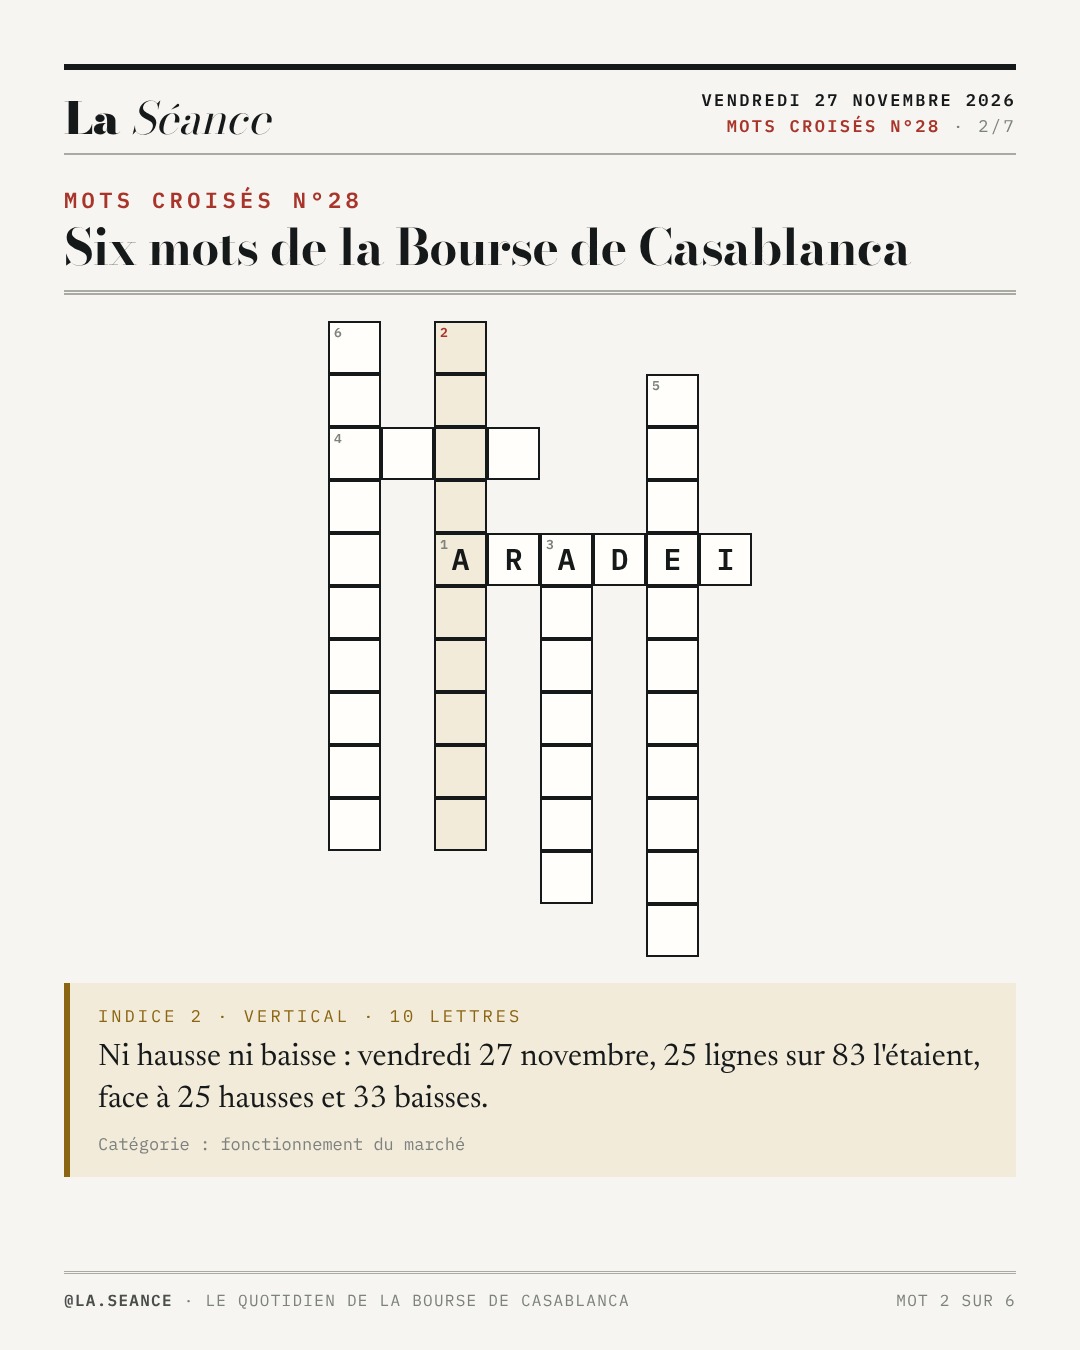 La Séance
VENDREDI 27 NOVEMBRE 2026
MOTS CROISÉS N°28 · 2/7
MOTS CROISÉS N°28
Six mots de la Bourse de Casablanca
6 2
5
4
1 A R 3 A D E I
INDICE 2 · VERTICAL · 10 LETTRES
Ni hausse ni baisse : vendredi 27 novembre, 25 lignes sur 83 l'étaient,
face à 25 hausses et 33 baisses.
Catégorie : fonctionnement du marché
@LA.SEANCE · LE QUOTIDIEN DE LA BOURSE DE CASABLANCA
MOT 2 SUR 6